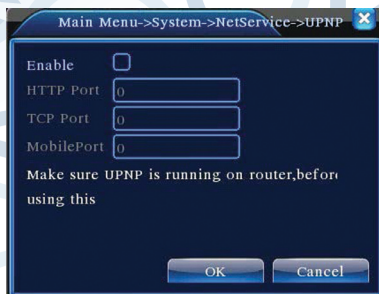 Main Menu->System->NetService->UPNP
Enable
HTTP Port 0
TCP Port 0
MobilePort 0
Make sure UPNP is running on router,before
using this
OK Cancel